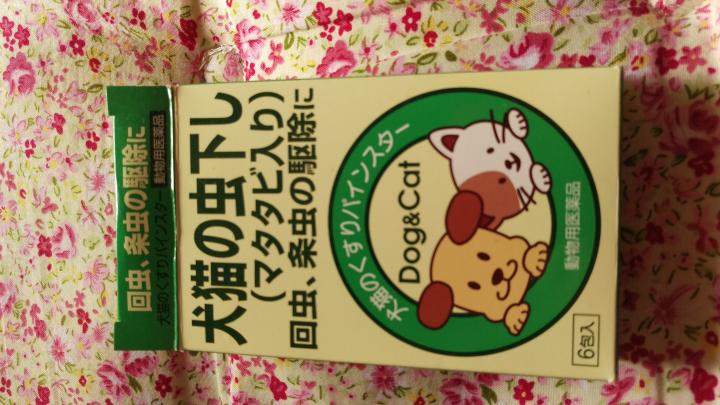 回虫、条虫の駆除に
犬猫のくすりパインスター 動物用医薬品
犬猫の虫下し
(マタタビ入り)
回虫、条虫の駆除に
犬猫のくすりパインスター
Dog&Cat
動物用医薬品
6包入